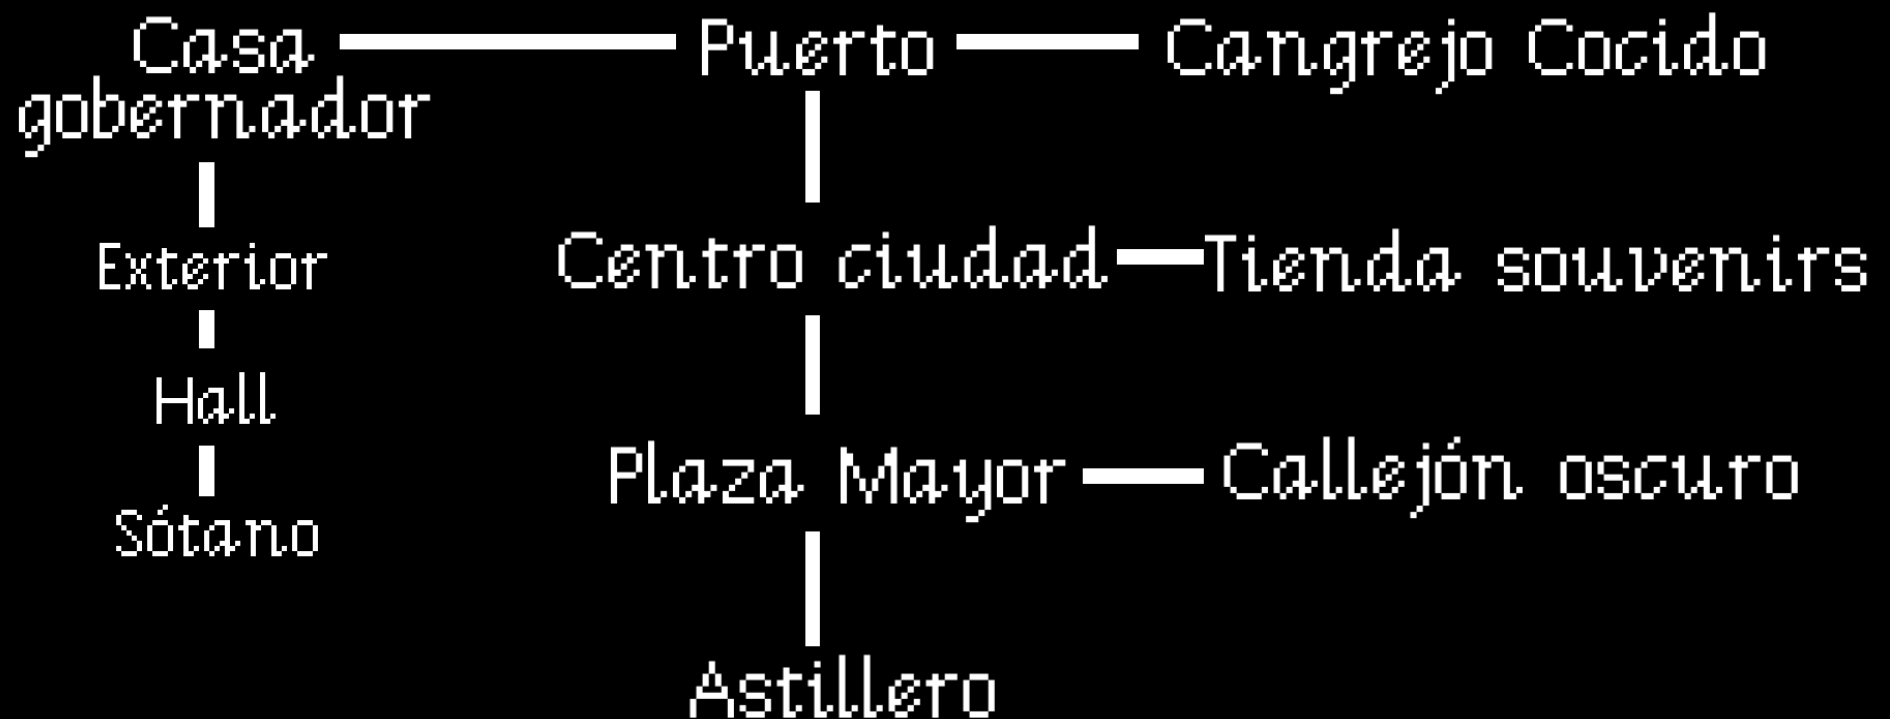 Casa
gobernador
Puerto
Cangrejo Cocido
Exterior
Centro ciudad
Tienda souvenirs
Hall
Plaza Mayor
Callejón oscuro
Sótano
Astillero